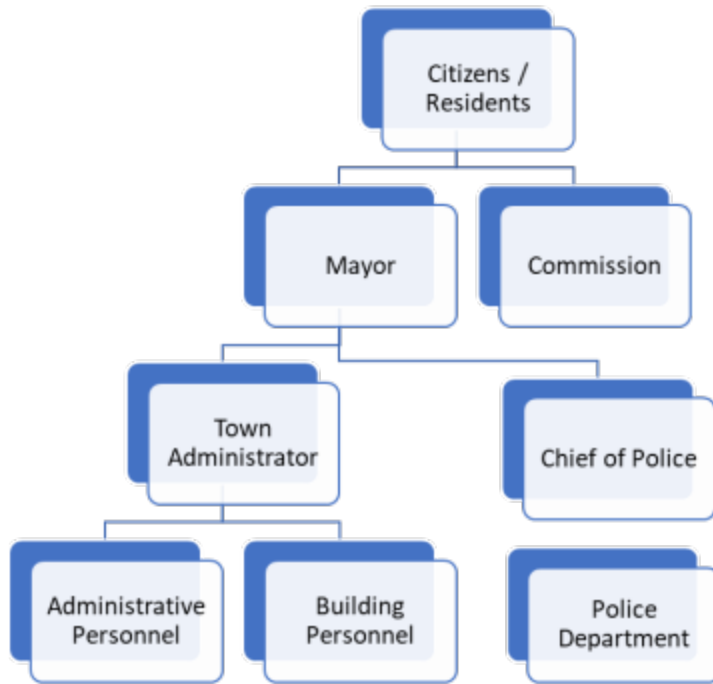 Citizens /
Residents
Mayor
Commission
Town
Administrator
Chief of Police
Administrative
Personnel
Building
Personnel
Police
Department